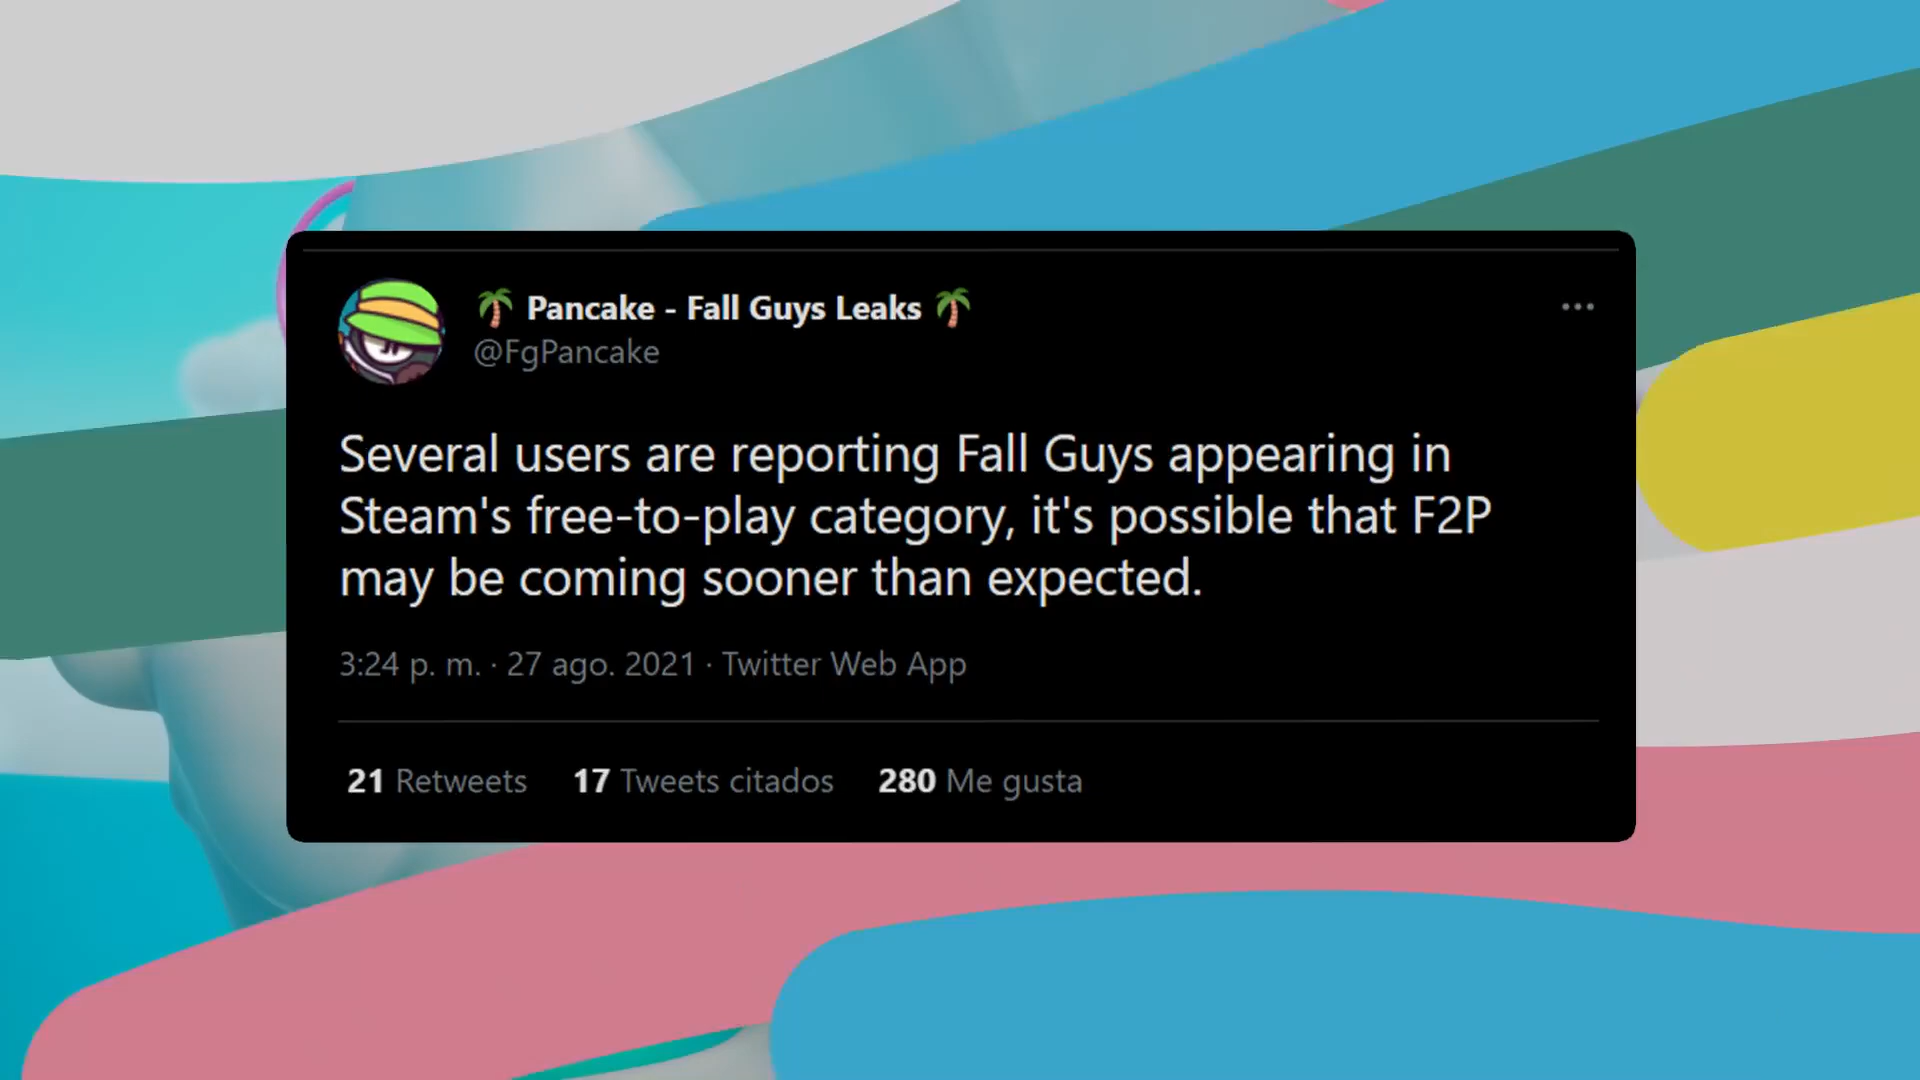 🌴 Pancake - Fall Guys Leaks 🌴
@FgPancake
Several users are reporting Fall Guys appearing in
Steam's free-to-play category, it's possible that F2P
may be coming sooner than expected.
3:24 p. m. · 27 ago. 2021 · Twitter Web App
21 Retweets 17 Tweets citados 280 Me gusta